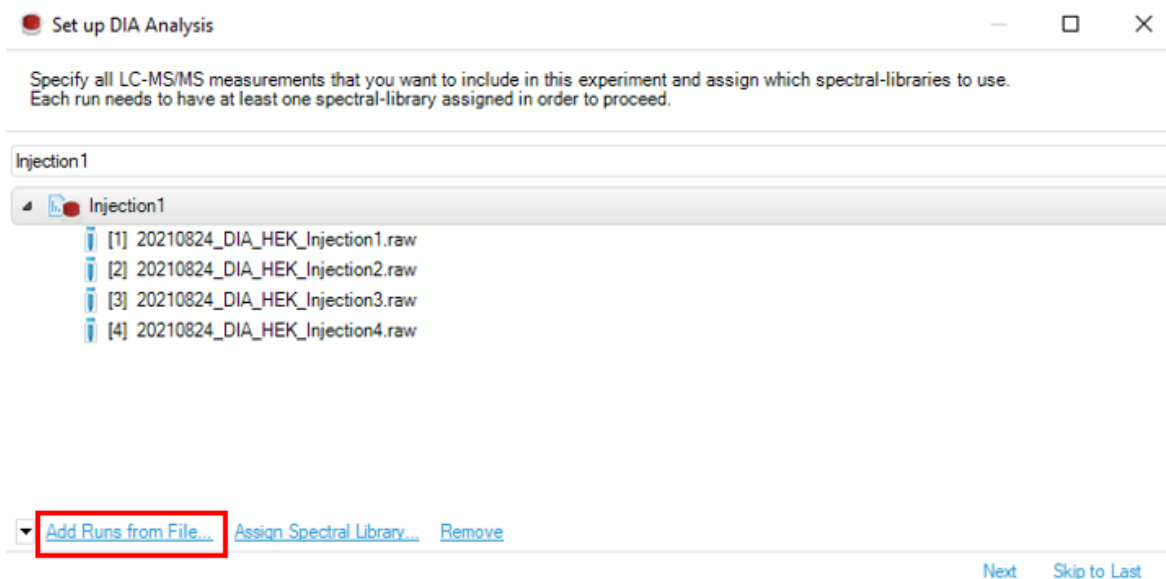 Set up DIA Analysis
Specify all LC-MS/MS measurements that you want to include in this experiment and assign which spectral-libraries to use.
Each run needs to have at least one spectral-library assigned in order to proceed.
Injection1
Injection1
[1] 20210824_DIA_HEK_Injection1.raw
[2] 20210824_DIA_HEK_Injection2.raw
[3] 20210824_DIA_HEK_Injection3.raw
[4] 20210824_DIA_HEK_Injection4.raw
Add Runs from File... Assign Spectral Library... Remove
Next Skip to Last